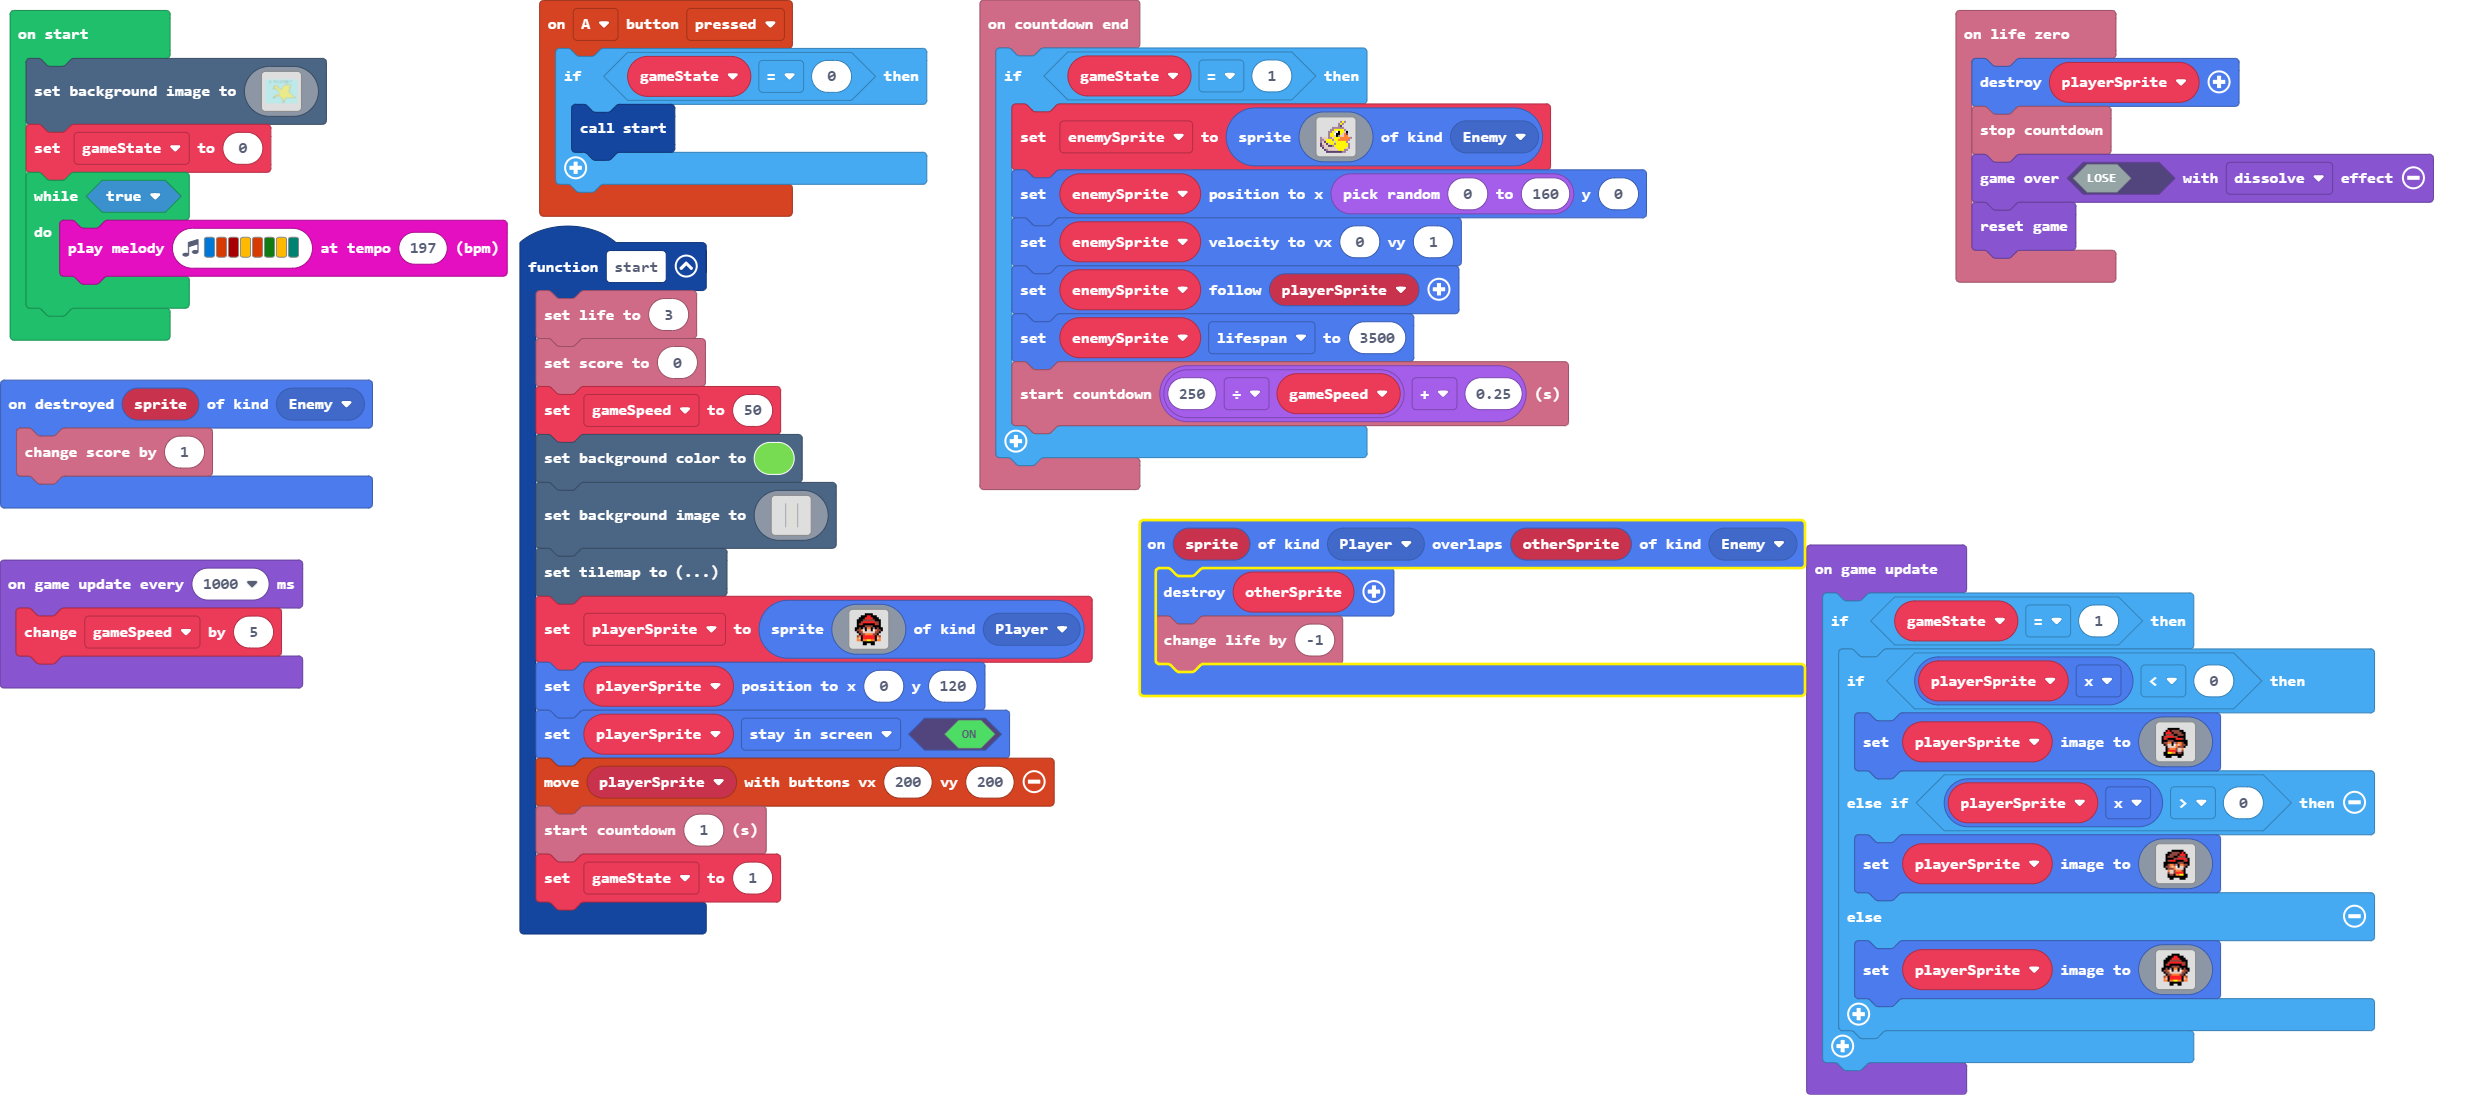 on start
set background image to
set gameState to 0
while true
do
play melody at tempo 197 (bpm)
on destroyed sprite of kind Enemy
change score by 1
on game update every 1000 ms
change gameSpeed by 5
on A button pressed
if gameState = 0 then
call start
function start
set life to 3
set score to 0
set gameSpeed to 50
set background color to
set background image to
set tilemap to (...)
set playerSprite to sprite of kind Player
set playerSprite position to x 0 y 120
set playerSprite stay in screen ON
move playerSprite with buttons vx 200 vy 200
start countdown 1 (s)
set gameState to 1
on countdown end
if gameState = 1 then
set enemySprite to sprite of kind Enemy
set enemySprite position to x pick random 0 to 160 y 0
set enemySprite velocity to vx 0 vy 1
set enemySprite follow playerSprite
set enemySprite lifespan to 3500
start countdown 250 ÷ gameSpeed + 0.25 (s)
on sprite of kind Player overlaps otherSprite of kind Enemy
destroy otherSprite
change life by -1
on life zero
destroy playerSprite
stop countdown
game over LOSE with dissolve effect
reset game
on game update
if gameState = 1 then
if playerSprite x < 0 then
set playerSprite image to
else if playerSprite x > 0 then
set playerSprite image to
else
set playerSprite image to